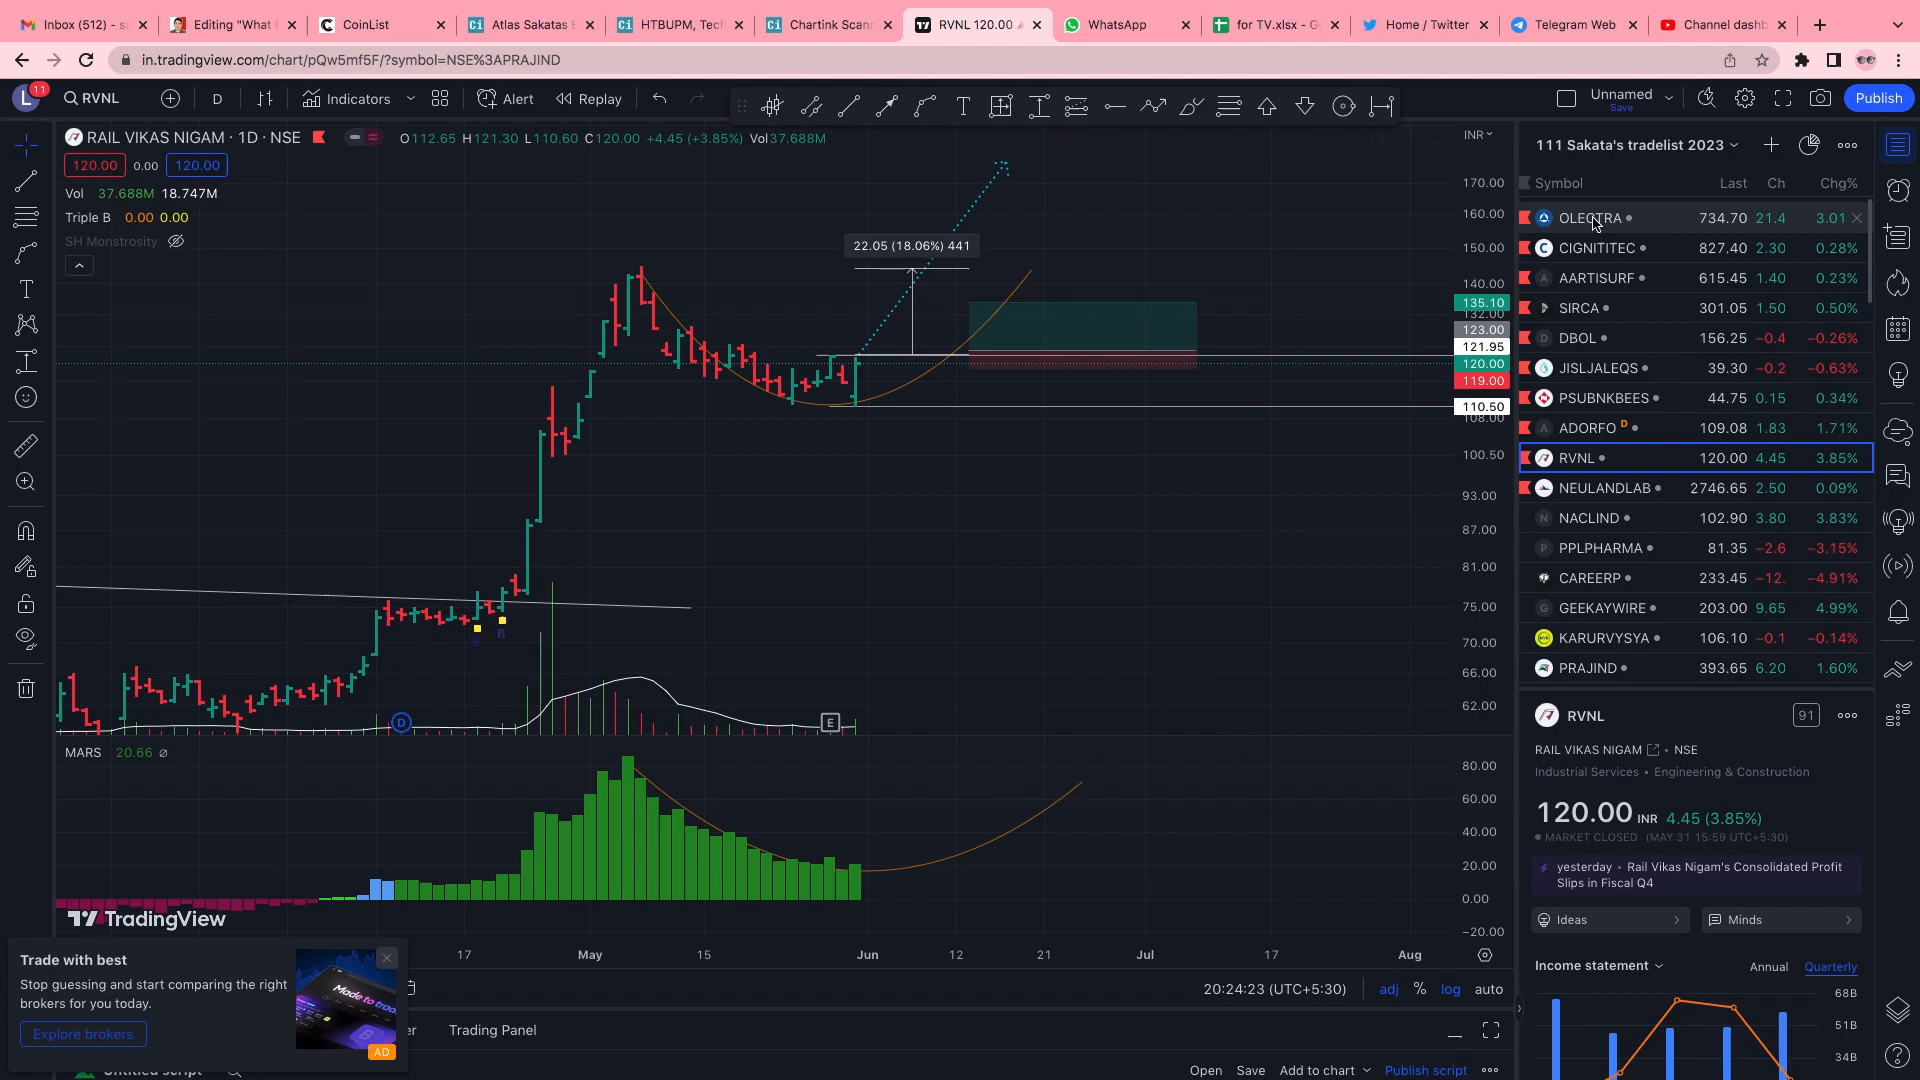 Inbox (512) - s
Editing "What
CoinList
Atlas Sakatas
HTBUPM, Tech
Chartink Scann
RVNL 120.00
WhatsApp
for TV.xlsx - G
Home / Twitter
Telegram Web
Channel dashb
in.tradingview.com/chart/pQw5mf5F/?symbol=NSE%3APRAJIND
L
11
RVNL
D
Indicators
Alert
Replay
Unnamed
Save
Publish
RAIL VIKAS NIGAM · 1D · NSE
O112.65 H121.30 L110.60 C120.00 +4.45 (+3.85%) Vol37.688M
120.00
0.00
120.00
Vol 37.688M 18.747M
Triple B 0.00 0.00
SH Monstrosity
22.05 (18.06%) 441
INR
170.00
160.00
150.00
140.00
135.10
132.00
123.00
121.95
120.00
119.00
110.50
108.00
100.50
93.00
87.00
81.00
75.00
70.00
66.00
62.00
D
E
MARS 20.66 ∅
80.00
60.00
40.00
20.00
0.00
−20.00
TradingView
17
May
15
Jun
12
21
Jul
17
Aug
20:24:23 (UTC+5:30)
adj
%
log
auto
Trading Panel
Open
Save
Add to chart
Publish script
Trade with best
Stop guessing and start comparing the right
brokers for you today.
Explore brokers
Made to trade
AD
111 Sakata's tradelist 2023
Symbol Last Ch Chg%
OLECTRA 734.70 21.4 3.01
CIGNITITEC 827.40 2.30 0.28%
AARTISURF 615.45 1.40 0.23%
SIRCA 301.05 1.50 0.50%
DBOL 156.25 −0.4 −0.26%
JISLJALEQS 39.30 −0.2 −0.63%
PSUBNKBEES 44.75 0.15 0.34%
ADORFO D 109.08 1.83 1.71%
RVNL 120.00 4.45 3.85%
NEULANDLAB 2746.65 2.50 0.09%
NACLIND 102.90 3.80 3.83%
PPLPHARMA 81.35 −2.6 −3.15%
CAREERP 233.45 −12. −4.91%
GEEKAYWIRE 203.00 9.65 4.99%
KARURVYSYA 106.10 −0.1 −0.14%
PRAJIND 393.65 6.20 1.60%
RVNL
91
RAIL VIKAS NIGAM • NSE
Industrial Services • Engineering & Construction
120.00 INR 4.45 (3.85%)
MARKET CLOSED (MAY 31 15:59 UTC+5:30)
yesterday • Rail Vikas Nigam's Consolidated Profit
Slips in Fiscal Q4
Ideas
Minds
Income statement
Annual
Quarterly
68B
51B
34B